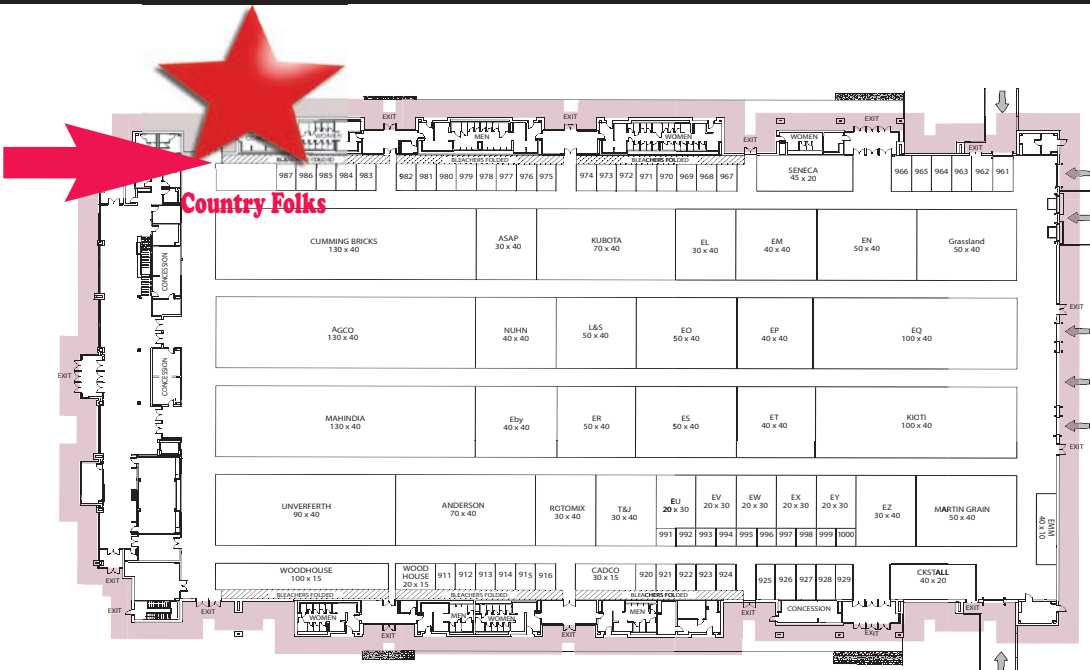 EXIT
EXIT
EXIT
WOMEN
MEN
WOMEN
EXIT
WOMEN
EXIT
BLEACHERS FOLDED
BLEACHERS FOLDED
BLEACHERS FOLDED
987 986 985 984 983
982 981 980 979 978 977 976 975
974 973 972 971 970 969 968 967
SENECA
45 x 20
966 965 964 963 962 961
Country Folks
CONCESSION
CUMMING BRICKS
130 x 40
ASAP
30 x 40
KUBOTA
70 x 40
EL
30 x 40
EM
40 x 40
EN
50 x 40
Grassland
50 x 40
EXIT
AGCO
130 x 40
NUHN
40 x 40
L&S
50 x 40
EO
50 x 40
EP
40 x 40
EQ
100 x 40
EXIT
CONCESSION
MAHINDIA
130 x 40
Eby
40 x 40
ER
50 x 40
ES
50 x 40
ET
40 x 40
KIOTI
100 x 40
EXIT
UNVERFERTH
90 x 40
ANDERSON
70 x 40
ROTOMIX
30 x 40
T&J
30 x 40
EU
20 x 30
EV
20 x 30
EW
20 x 30
EX
20 x 30
EY
20 x 30
EZ
30 x 40
MARTIN GRAIN
50 x 40
EMM
40 x 10
991 992 993 994 995 996 997 998 999 1000
EXIT
WOODHOUSE
100 x 15
WOOD
HOUSE
20 x 15
911 912 913 914 915 916
CADCO
30 x 15
920 921 922 923 924
925 926 927 928 929
CKSTALL
40 x 20
BLEACHERS FOLDED
BLEACHERS FOLDED
BLEACHERS FOLDED
EXIT
EXIT
WOMEN
MEN
WOMEN
MEN
EXIT
CONCESSION
EXIT
EXIT
EXIT
EXIT